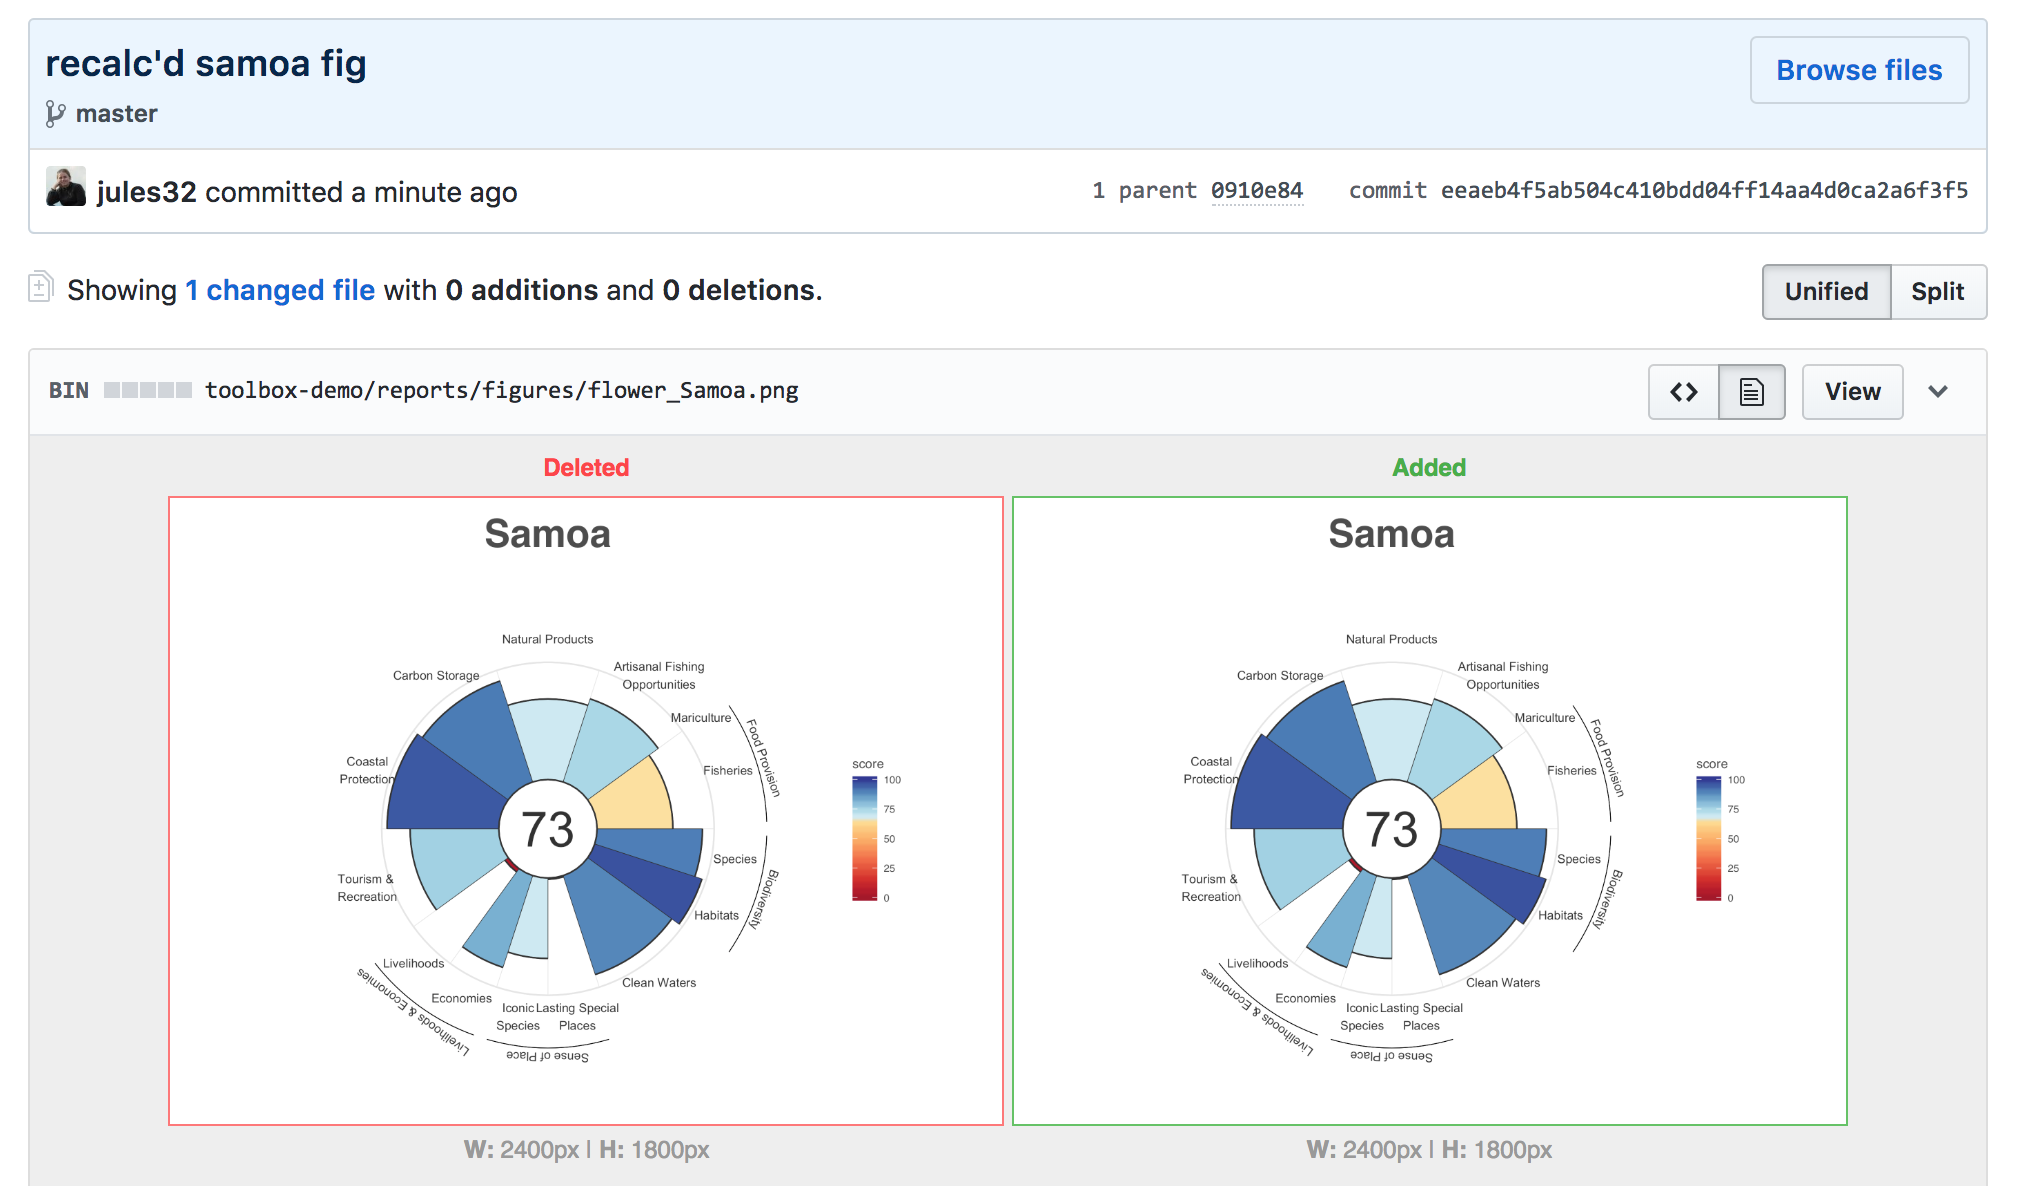 recalc'd samoa fig
Browse files
master
jules32 committed a minute ago
1 parent 0910e84 commit eeaeb4f5ab504c410bdd04ff14aa4d0ca2a6f3f5
Showing 1 changed file with 0 additions and 0 deletions.
Unified Split
BIN toolbox-demo/reports/figures/flower_Samoa.png
View
Deleted
Samoa
Natural Products
Artisanal Fishing
Opportunities
Carbon Storage
Mariculture
Food Provision
Coastal
Protection
Fisheries
score
100
75
50
25
0
73
Species
Biodiversity
Tourism &
Recreation
Habitats
Livelihoods
Clean Waters
Livelihoods & Economies
Economies
Iconic
Species
Lasting Special
Places
Sense of Place
W: 2400px | H: 1800px
Added
Samoa
Natural Products
Artisanal Fishing
Opportunities
Carbon Storage
Mariculture
Food Provision
Coastal
Protection
Fisheries
score
100
75
50
25
0
73
Species
Biodiversity
Tourism &
Recreation
Habitats
Livelihoods
Clean Waters
Livelihoods & Economies
Economies
Iconic
Species
Lasting Special
Places
Sense of Place
W: 2400px | H: 1800px